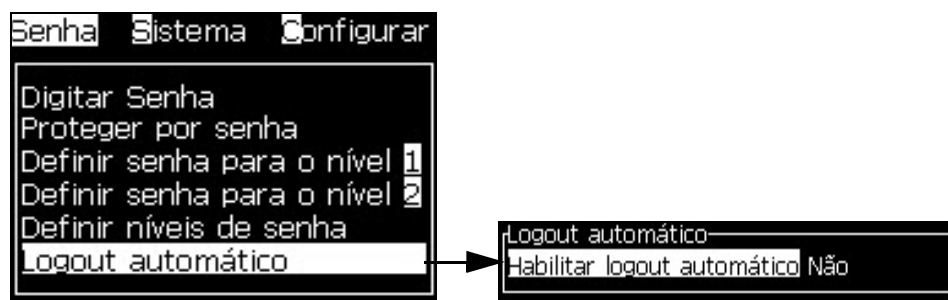 Senha Sistema Configurar
Digitar Senha
Proteger por senha
Definir senha para o nível 1
Definir senha para o nível 2
Definir níveis de senha
Logout automático
Logout automático
Habilitar logout automático Não